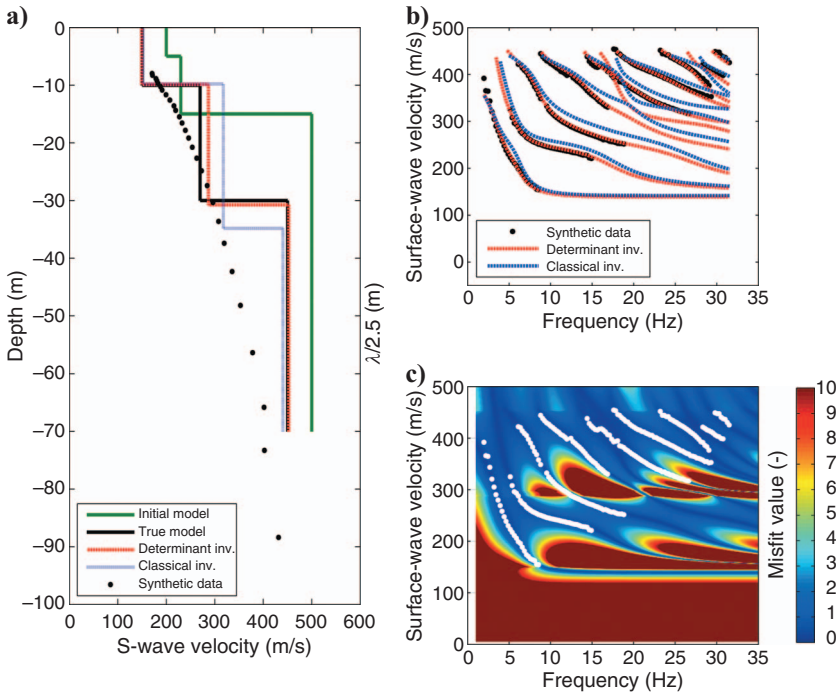 a)
0
−10
−20
−30
−40
−50
−60
−70
−80
−90
−100
Depth (m)
λ/2.5 (m)
Initial model
True model
Determinant inv.
Classical inv.
Synthetic data
0 100 200 300 400 500 600
S-wave velocity (m/s)
b)
500
400
300
200
100
0
Surface-wave velocity (m/s)
Synthetic data
Determinant inv.
Classical inv.
0 5 10 15 20 25 30 35
Frequency (Hz)
c)
500
400
300
200
100
0
Surface-wave velocity (m/s)
0 5 10 15 20 25 30 35
Frequency (Hz)
10
9
8
7
6
5
4
3
2
1
0
Misfit value (-)